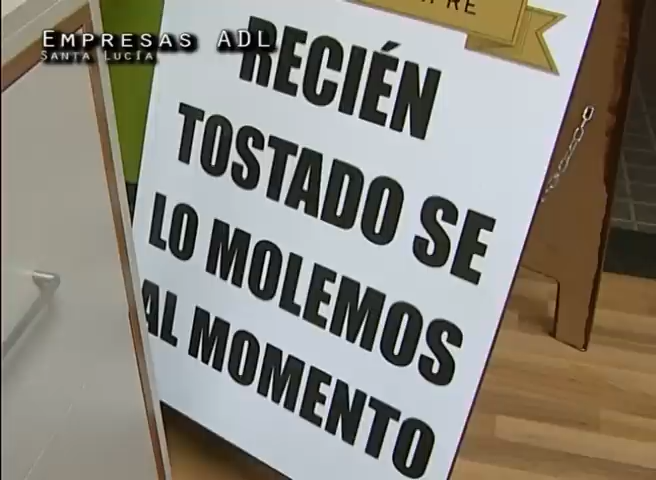 EMPRESAS ADL
SANTA LUCÍA
RECIÉN
TOSTADO SE
LO MOLEMOS
AL MOMENTO